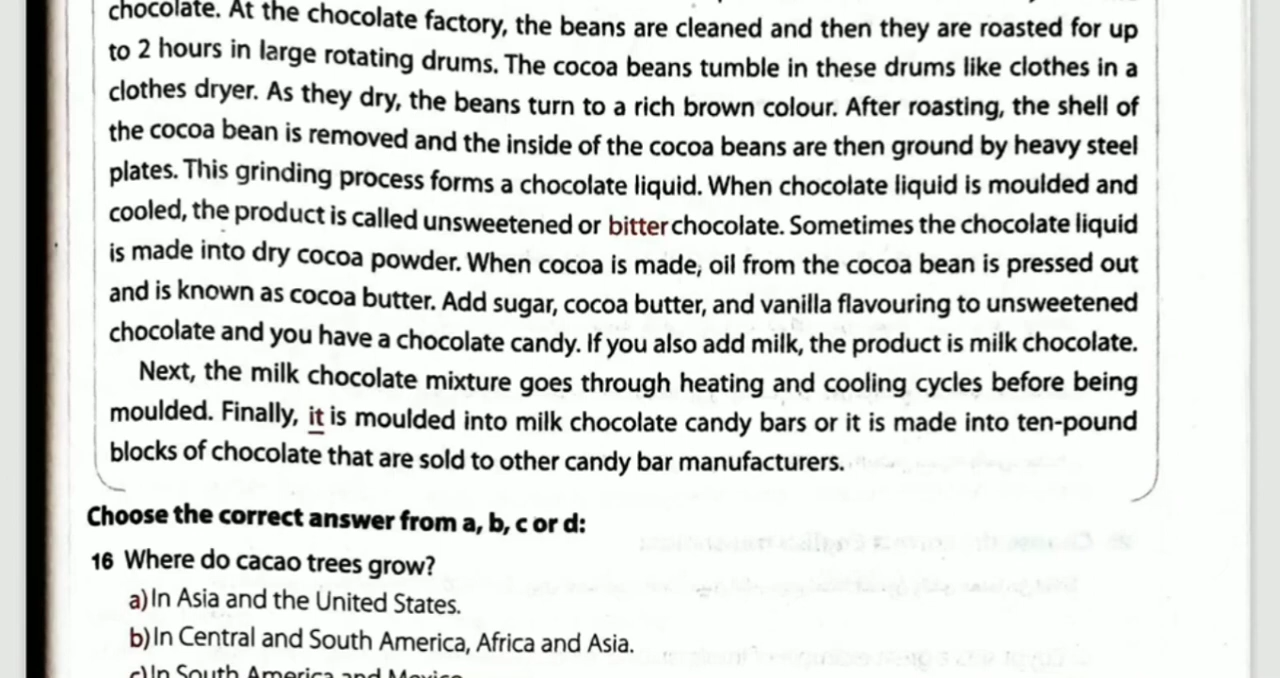 chocolate. At the chocolate factory, the beans are cleaned and then they are roasted for up
to 2 hours in large rotating drums. The cocoa beans tumble in these drums like clothes in a
clothes dryer. As they dry, the beans turn to a rich brown colour. After roasting, the shell of
the cocoa bean is removed and the inside of the cocoa beans are then ground by heavy steel
plates. This grinding process forms a chocolate liquid. When chocolate liquid is moulded and
cooled, the product is called unsweetened or bitter chocolate. Sometimes the chocolate liquid
is made into dry cocoa powder. When cocoa is made, oil from the cocoa bean is pressed out
and is known as cocoa butter. Add sugar, cocoa butter, and vanilla flavouring to unsweetened
chocolate and you have a chocolate candy. If you also add milk, the product is milk chocolate.
Next, the milk chocolate mixture goes through heating and cooling cycles before being
moulded. Finally, it is moulded into milk chocolate candy bars or it is made into ten-pound
blocks of chocolate that are sold to other candy bar manufacturers.
Choose the correct answer from a, b, c or d:
16 Where do cacao trees grow?
a) In Asia and the United States.
b) In Central and South America, Africa and Asia.
c) In South America and Mexico